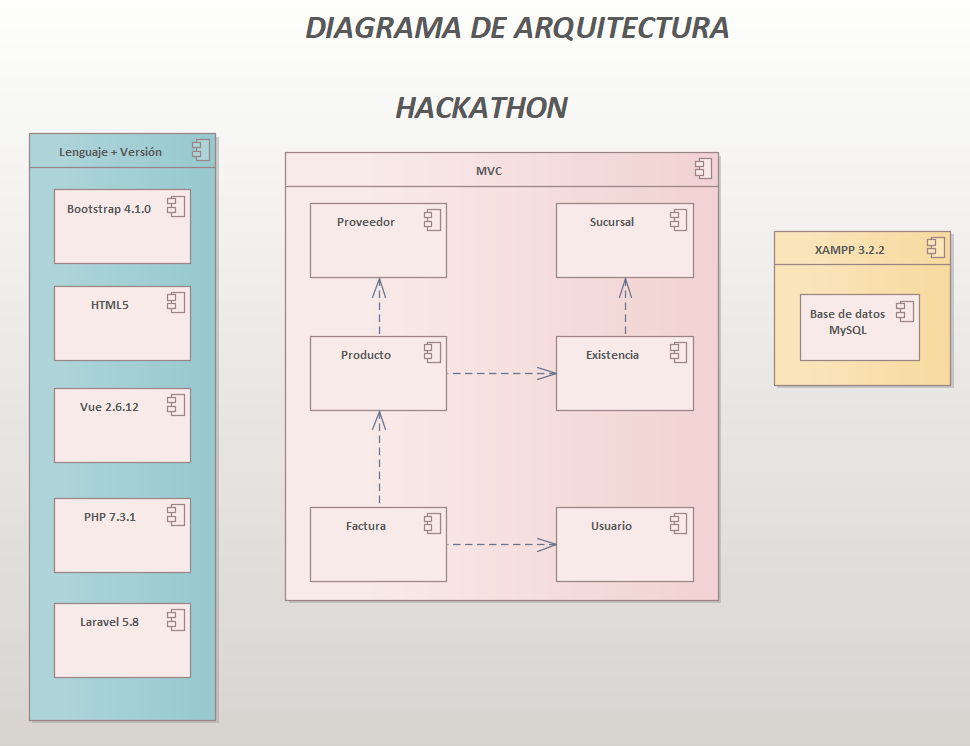 DIAGRAMA DE ARQUITECTURA
HACKATHON
Lenguaje + Versión
Bootstrap 4.1.0
HTML5
Vue 2.6.12
PHP 7.3.1
Laravel 5.8
MVC
Proveedor
Sucursal
Producto
Existencia
Factura
Usuario
XAMPP 3.2.2
Base de datos
MySQL